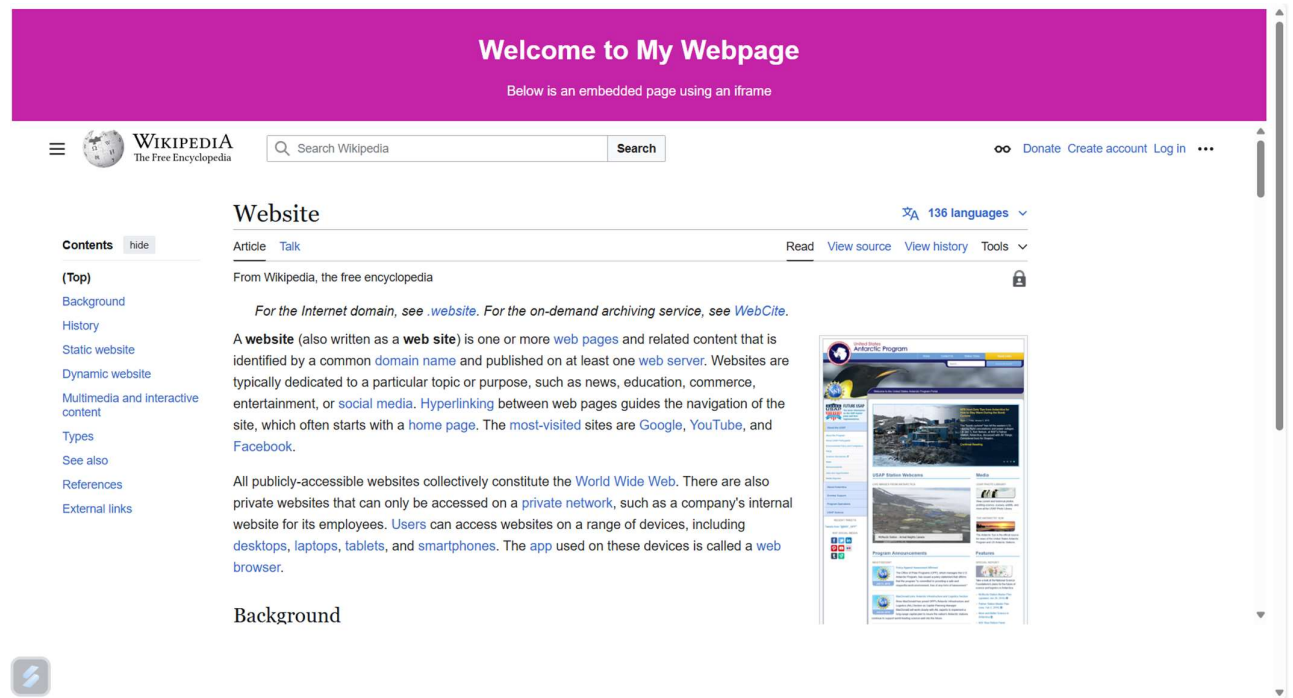 Welcome to My Webpage
Below is an embedded page using an iframe
WIKIPEDIA
The Free Encyclopedia
Search Wikipedia
Search
Donate Create account Log in
Website
136 languages
Contents hide
Article Talk
Read View source View history Tools
(Top)
Background
History
Static website
Dynamic website
Multimedia and interactive
content
Types
See also
References
External links
From Wikipedia, the free encyclopedia
For the Internet domain, see .website. For the on-demand archiving service, see WebCite.
A website (also written as a web site) is one or more web pages and related content that is
identified by a common domain name and published on at least one web server. Websites are
typically dedicated to a particular topic or purpose, such as news, education, commerce,
entertainment, or social media. Hyperlinking between web pages guides the navigation of the
site, which often starts with a home page. The most-visited sites are Google, YouTube, and
Facebook.
All publicly-accessible websites collectively constitute the World Wide Web. There are also
private websites that can only be accessed on a private network, such as a company's internal
website for its employees. Users can access websites on a range of devices, including
desktops, laptops, tablets, and smartphones. The app used on these devices is called a web
browser.
Background
United States
Antarctic Program
USAP Station Webcams
Media
Program Announcements
Features